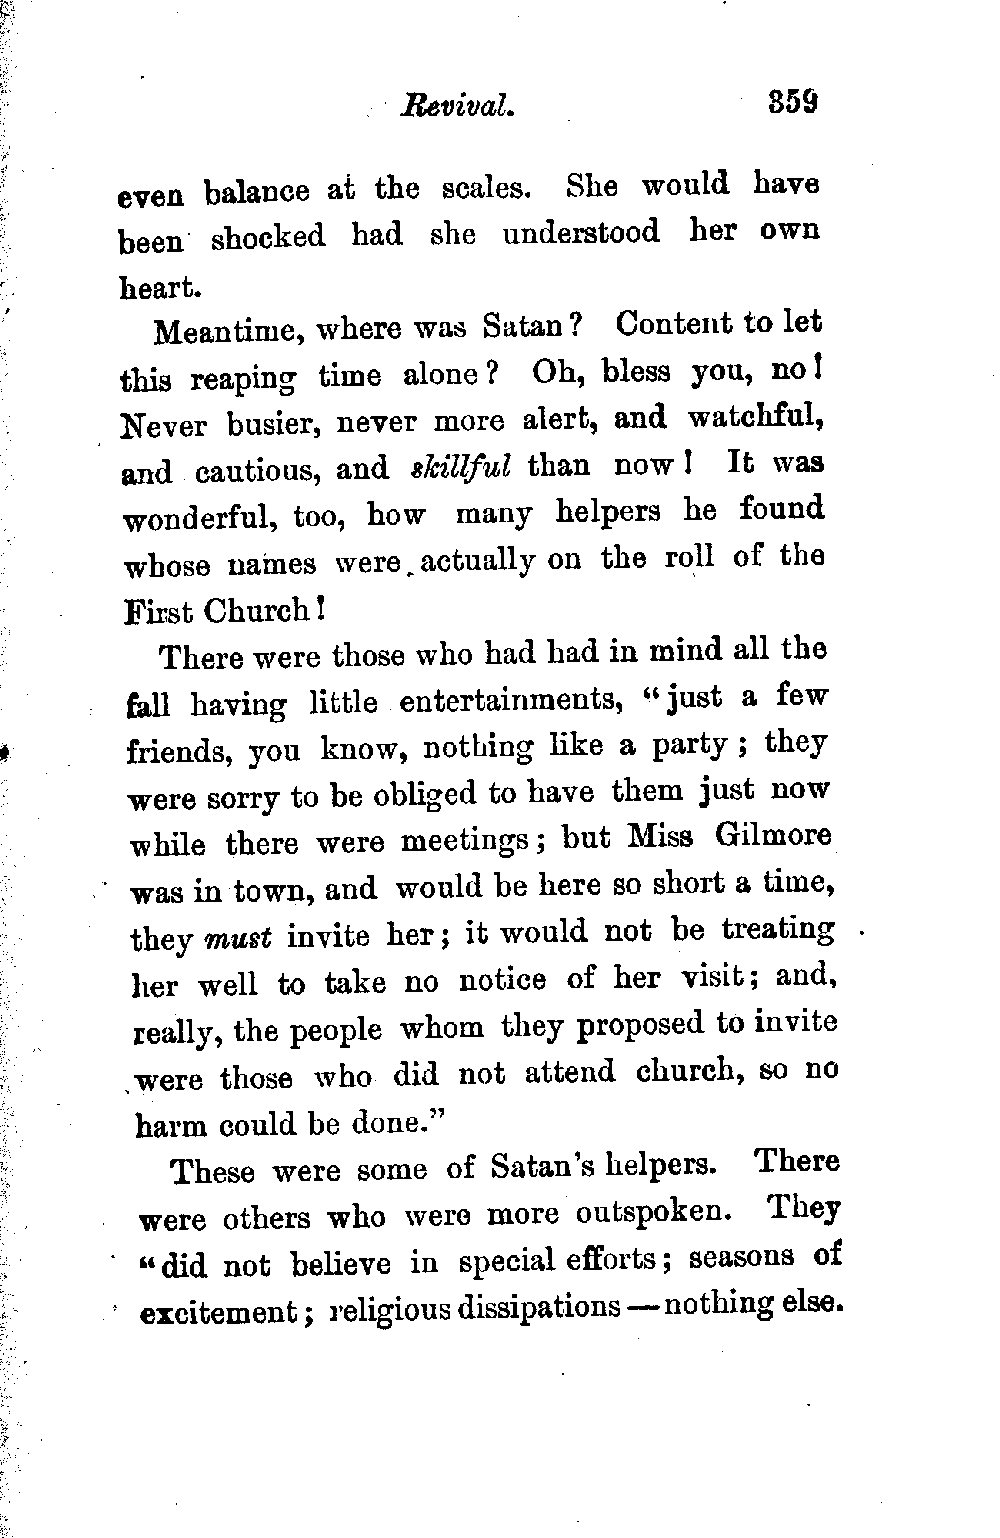 Revival. 359
even balance at the scales. She would have
been shocked had she understood her own
heart.
Meantime, where was Satan? Content to let
this reaping time alone? Oh, bless you, no!
Never busier, never more alert, and watchful,
and cautious, and skillful than now! It was
wonderful, too, how many helpers he found
whose names were actually on the roll of the
First Church!
There were those who had had in mind all the
fall having little entertainments, “just a few
friends, you know, nothing like a party; they
were sorry to be obliged to have them just now
while there were meetings; but Miss Gilmore
was in town, and would be here so short a time,
they must invite her; it would not be treating
her well to take no notice of her visit; and,
really, the people whom they proposed to invite
were those who did not attend church, so no
harm could be done.”
These were some of Satan's helpers. There
were others who were more outspoken. They
“did not believe in special efforts; seasons of
excitement; religious dissipations — nothing else.